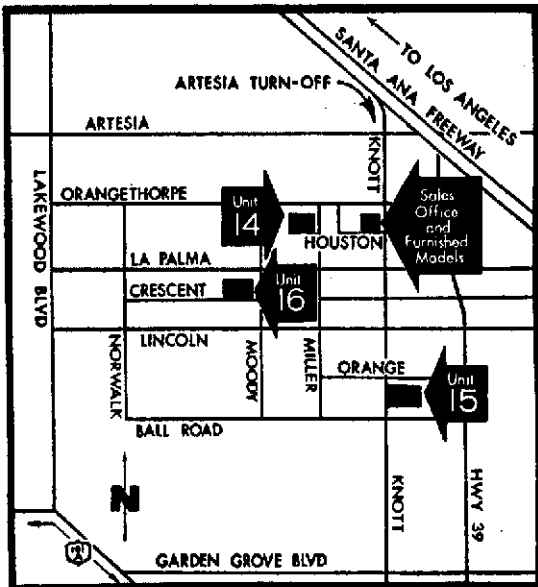 TO LOS ANGELES
SANTA ANA FREEWAY
ARTESIA TURN-OFF
ARTESIA
KNOTT
LAKEWOOD BLVD
ORANGETHORPE
Unit
14
HOUSTON
Sales
Office
and
Furnished
Models
LA PALMA
CRESCENT
Unit
16
LINCOLN
NORWALK
MOODY
MILLER
ORANGE
Unit
15
BALL ROAD
N
KNOTT
HWY 39
GARDEN GROVE BLVD